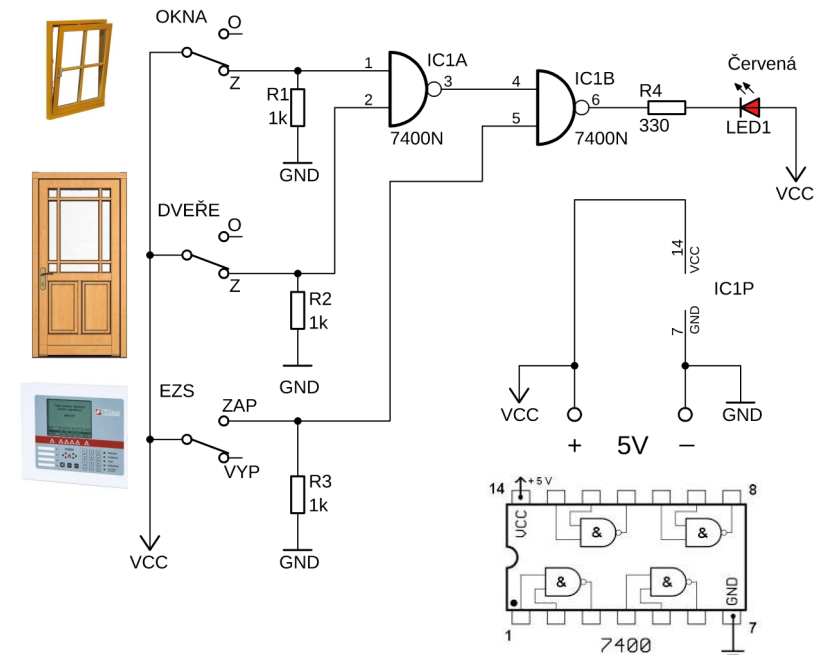 OKNA
O
Z
R1
1k
GND
1
2
IC1A
3
7400N
4
5
IC1B
6
7400N
R4
330
Červená
LED1
VCC
DVEŘE
O
Z
R2
1k
GND
EZS
ZAP
VYP
R3
1k
GND
VCC
14
VCC
IC1P
7
GND
VCC
GND
+ 5V −
14
+5V
8
VCC
&
&
&
&
GND
1
7
7400